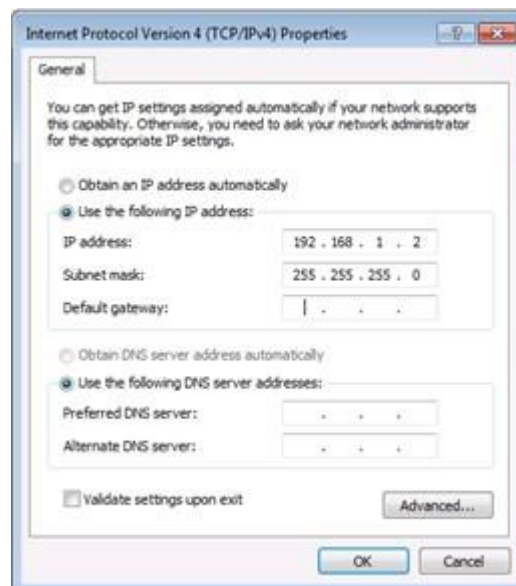 Internet Protocol Version 4 (TCP/IPv4) Properties
General
You can get IP settings assigned automatically if your network supports
this capability. Otherwise, you need to ask your network administrator
for the appropriate IP settings.
Obtain an IP address automatically
Use the following IP address:
IP address: 192 . 168 . 1 . 2
Subnet mask: 255 . 255 . 255 . 0
Default gateway: . . .
Obtain DNS server address automatically
Use the following DNS server addresses:
Preferred DNS server: . . .
Alternate DNS server: . . .
Validate settings upon exit
Advanced...
OK Cancel